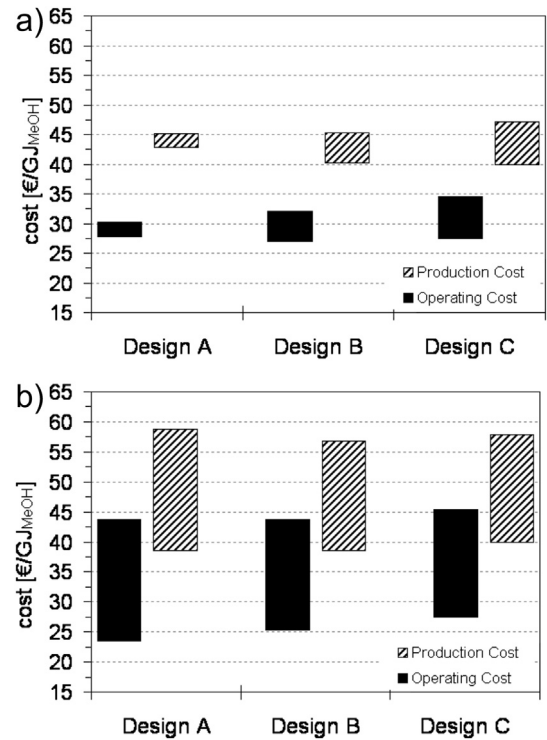 a)
65
60
55
50
45
40
35
30
25
20
15
cost [€/GJMeOH]
Production Cost
Operating Cost
Design A Design B Design C
b)
65
60
55
50
45
40
35
30
25
20
15
cost [€/GJMeOH]
Production Cost
Operating Cost
Design A Design B Design C